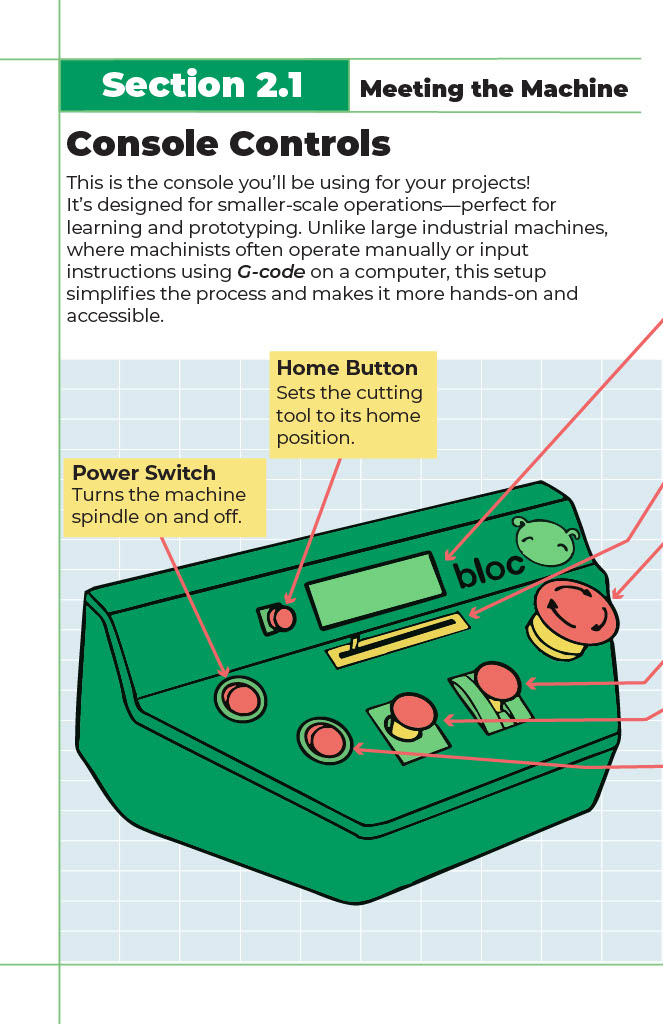 Section 2.1
Meeting the Machine
Console Controls
This is the console you’ll be using for your projects!
It’s designed for smaller-scale operations—perfect for
learning and prototyping. Unlike large industrial machines,
where machinists often operate manually or input
instructions using G-code on a computer, this setup
simplifies the process and makes it more hands-on and
accessible.
Home Button
Sets the cutting
tool to its home
position.
Power Switch
Turns the machine
spindle on and off.
bloc